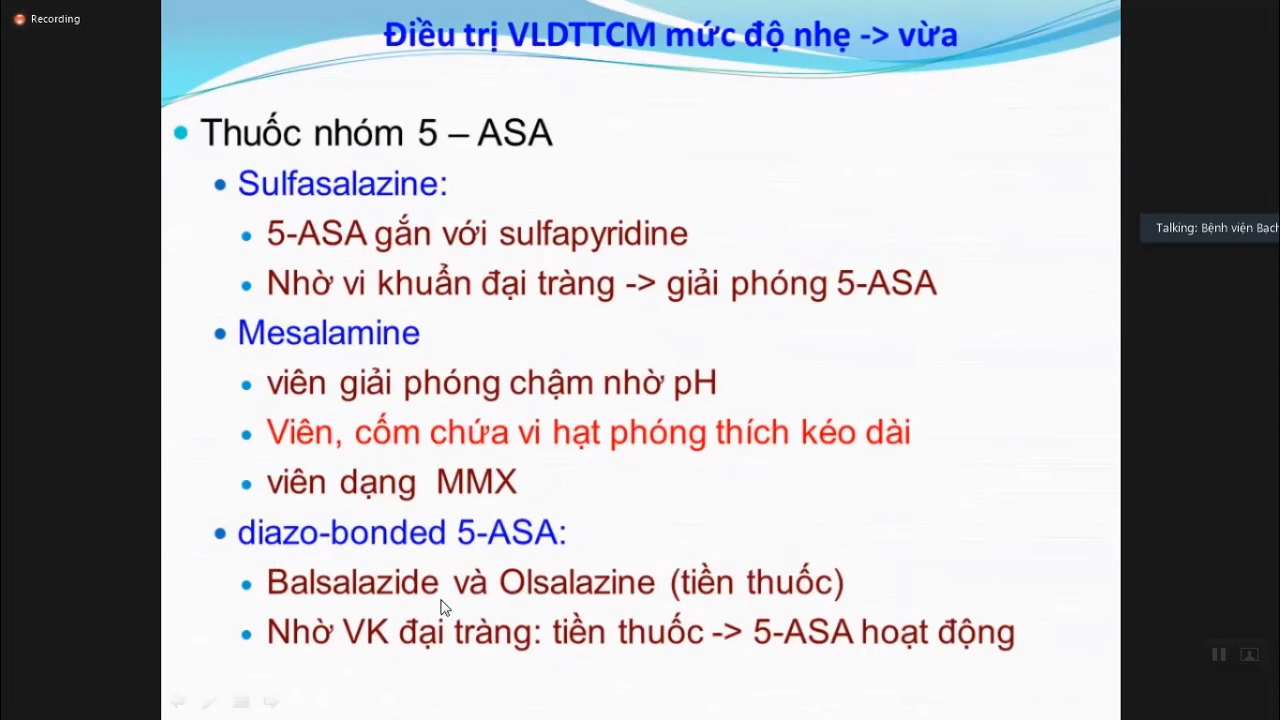 Recording
Điều trị VLDTTCM mức độ nhẹ -> vừa
Thuốc nhóm 5 – ASA
Sulfasalazine:
5-ASA gắn với sulfapyridine
Nhờ vi khuẩn đại tràng -> giải phóng 5-ASA
Talking: Bệnh viện Bạch
Mesalamine
viên giải phóng chậm nhờ pH
Viên, cốm chứa vi hạt phóng thích kéo dài
viên dạng MMX
diazo-bonded 5-ASA:
Balsalazide và Olsalazine (tiền thuốc)
Nhờ VK đại tràng: tiền thuốc -> 5-ASA hoạt động